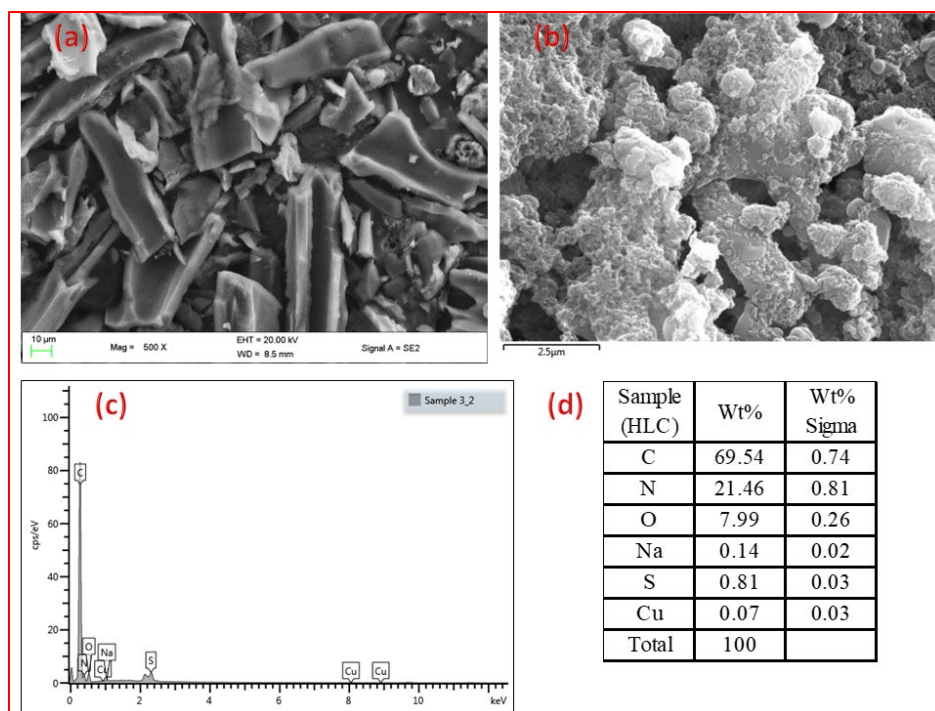 (a)
(b)
10 µm
Mag = 500 X
EHT = 20.00 kV
WD = 8.5 mm
Signal A = SE2
2.5µm
(c)
Sample 3_2
100
80
60
40
20
0
cps/eV
C
N
O
Cu
Na
S
Cu
Cu
0
2
4
6
8
10
12
keV
(d)
Sample (HLC) Wt% Wt% Sigma
C 69.54 0.74
N 21.46 0.81
O 7.99 0.26
Na 0.14 0.02
S 0.81 0.03
Cu 0.07 0.03
Total 100